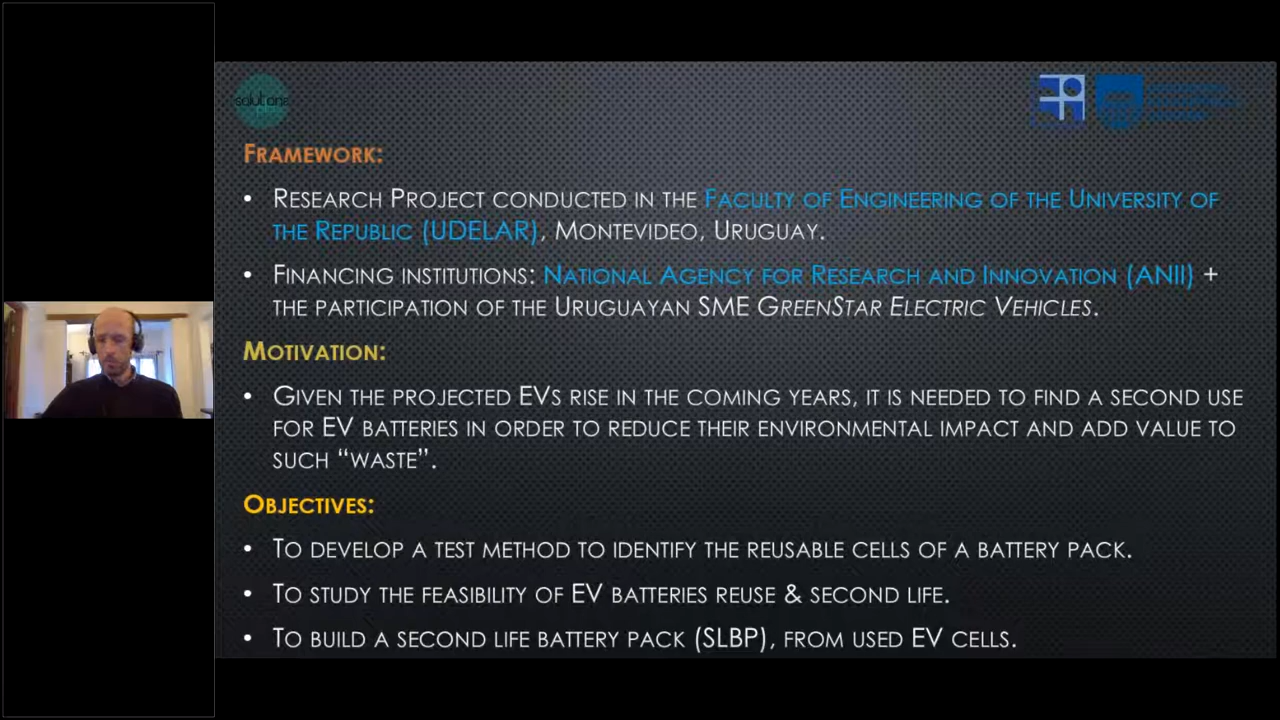 solutions
FRAMEWORK:
• RESEARCH PROJECT CONDUCTED IN THE FACULTY OF ENGINEERING OF THE UNIVERSITY OF
THE REPUBLIC (UDELAR), MONTEVIDEO, URUGUAY.
• FINANCING INSTITUTIONS: NATIONAL AGENCY FOR RESEARCH AND INNOVATION (ANII) +
THE PARTICIPATION OF THE URUGUAYAN SME GREENSTAR ELECTRIC VEHICLES.
MOTIVATION:
• GIVEN THE PROJECTED EVS RISE IN THE COMING YEARS, IT IS NEEDED TO FIND A SECOND USE
FOR EV BATTERIES IN ORDER TO REDUCE THEIR ENVIRONMENTAL IMPACT AND ADD VALUE TO
SUCH “WASTE”.
OBJECTIVES:
• TO DEVELOP A TEST METHOD TO IDENTIFY THE REUSABLE CELLS OF A BATTERY PACK.
• TO STUDY THE FEASIBILITY OF EV BATTERIES REUSE & SECOND LIFE.
• TO BUILD A SECOND LIFE BATTERY PACK (SLBP), FROM USED EV CELLS.